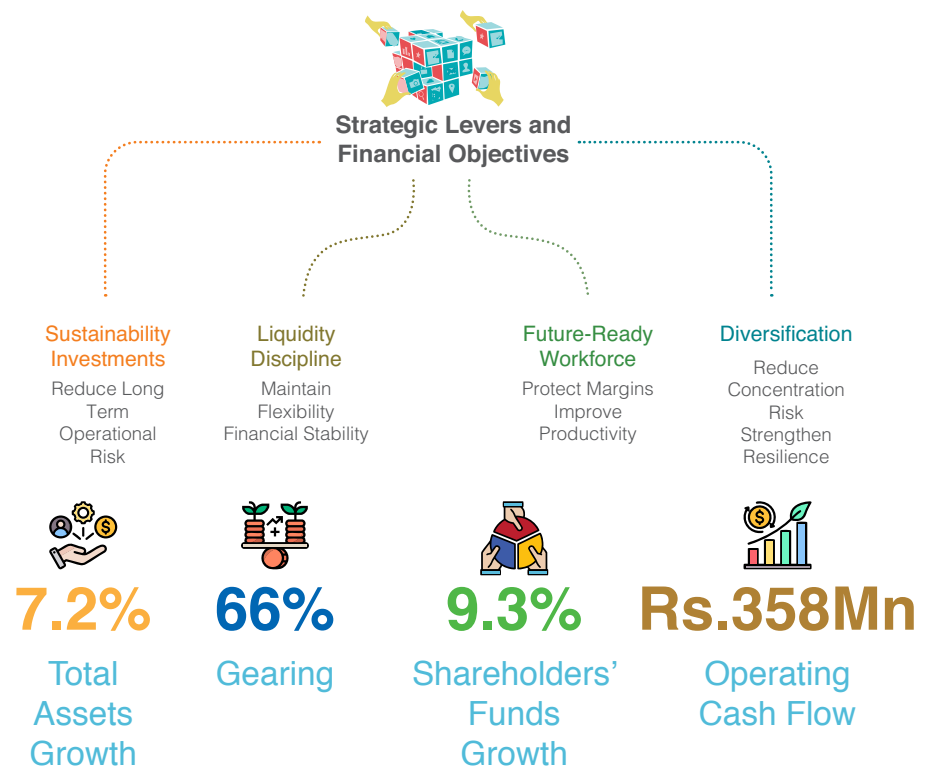 Strategic Levers and
Financial Objectives
Sustainability
Investments
Reduce Long
Term
Operational
Risk
Liquidity
Discipline
Maintain
Flexibility
Financial Stability
Future-Ready
Workforce
Protect Margins
Improve
Productivity
Diversification
Reduce
Concentration
Risk
Strengthen
Resilience
7.2%
Total
Assets
Growth
66%
Gearing
9.3%
Shareholders’
Funds
Growth
Rs.358Mn
Operating
Cash Flow